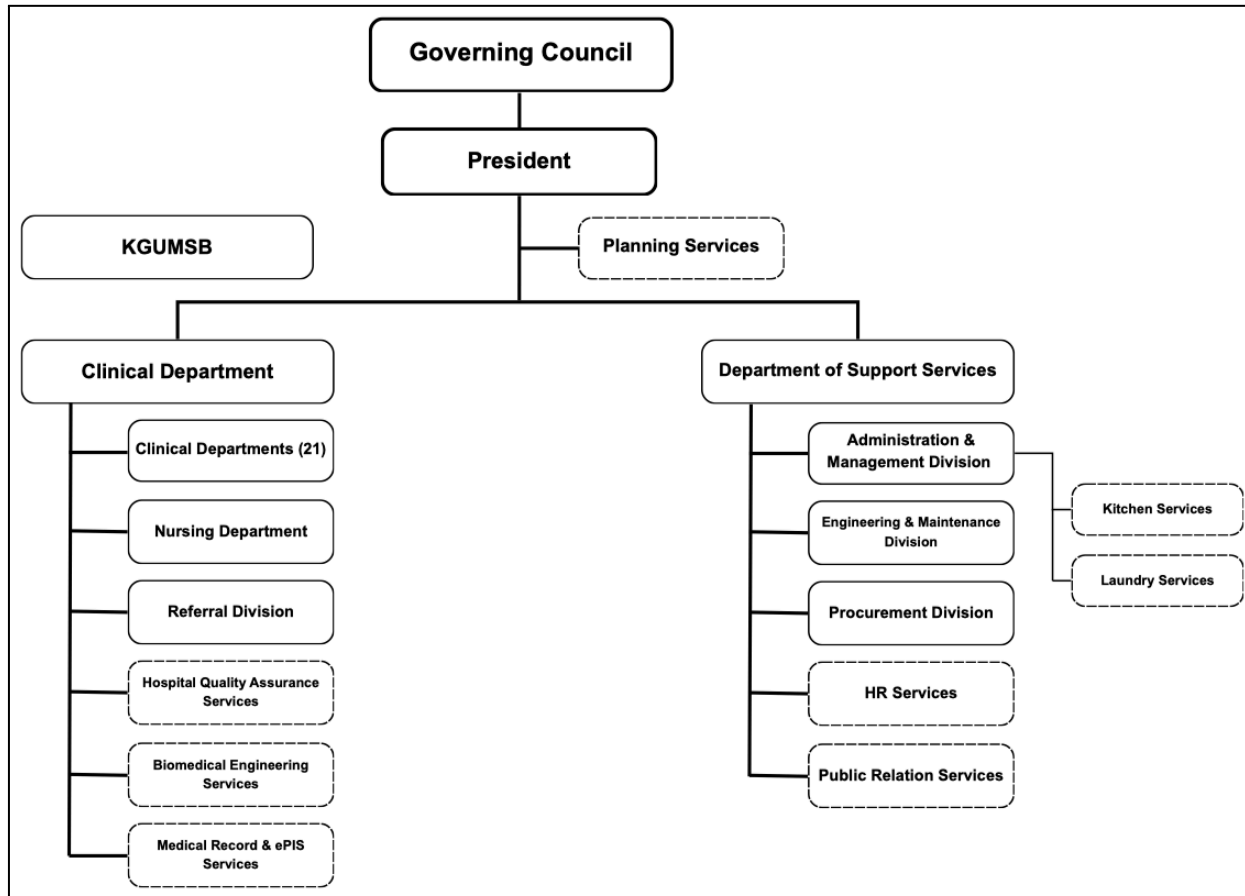 Governing Council
President
KGUMSB
Planning Services
Clinical Department
Department of Support Services
Clinical Departments (21)
Nursing Department
Referral Division
Hospital Quality Assurance
Services
Biomedical Engineering
Services
Medical Record & ePIS
Services
Administration &
Management Division
Engineering & Maintenance
Division
Procurement Division
HR Services
Public Relation Services
Kitchen Services
Laundry Services